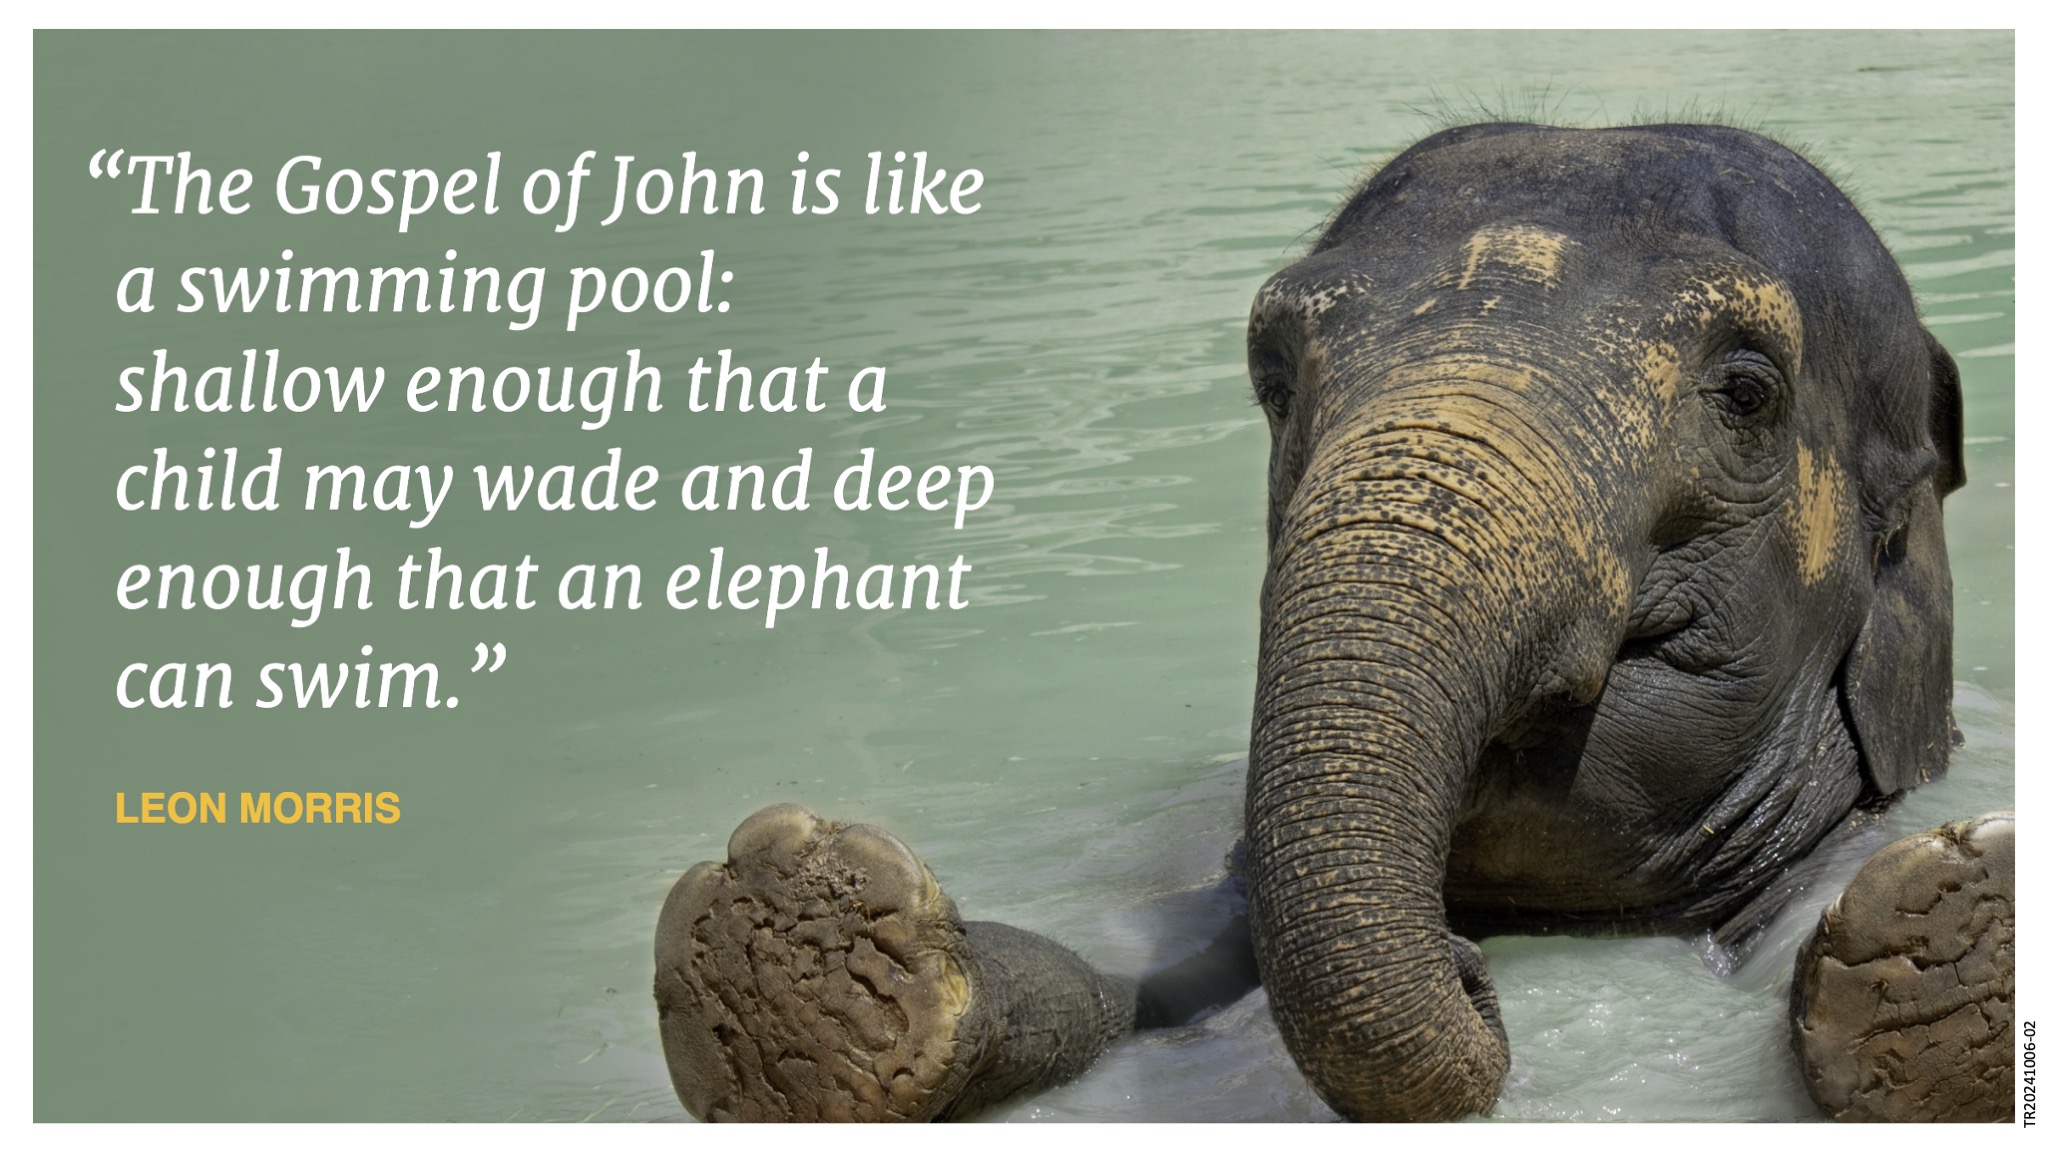 “The Gospel of John is like
a swimming pool:
shallow enough that a
child may wade and deep
enough that an elephant
can swim.”
LEON MORRIS
TR20241006-02